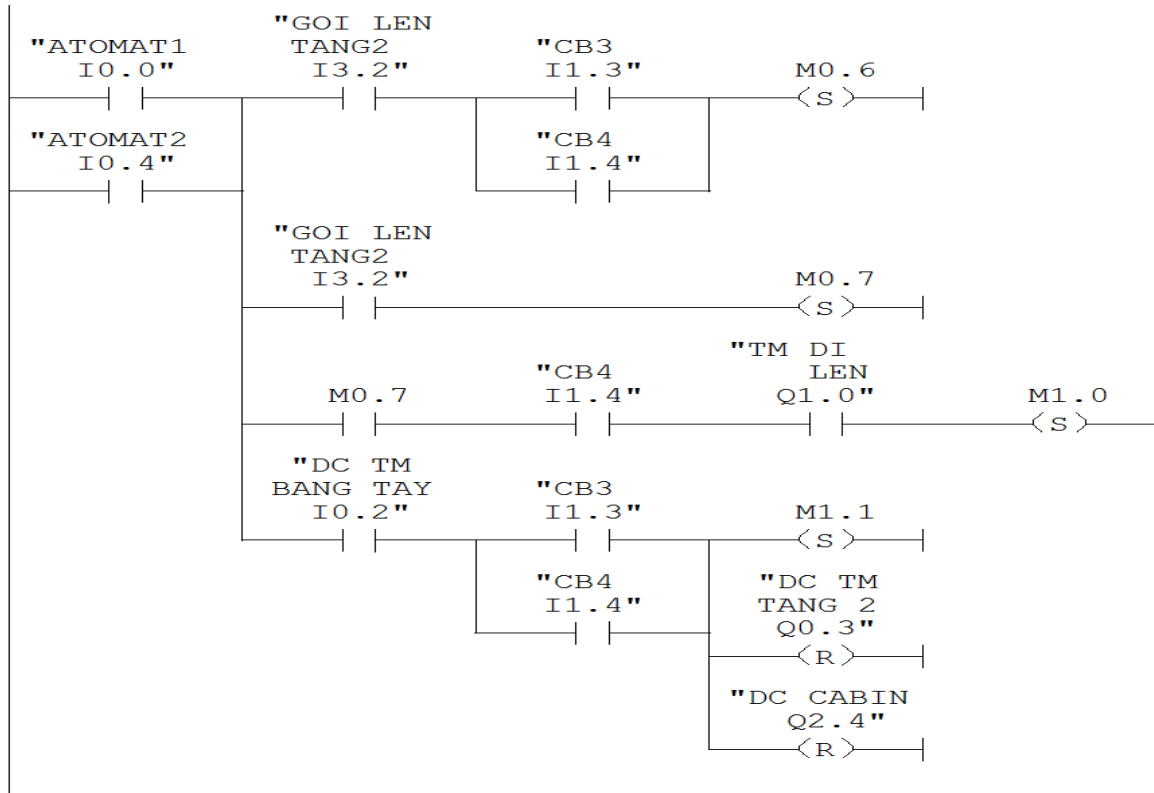 "GOI LEN
"ATOMAT1 TANG2 "CB3
I0.0" I3.2" I1.3" M0.6
(S)
"ATOMAT2 "CB4
I0.4" I1.4"
"GOI LEN
TANG2
I3.2" M0.7
(S)
"TM DI
"CB4 LEN
M0.7 I1.4" Q1.0" M1.0
(S)
"DC TM
BANG TAY "CB3
I0.2" I1.3" M1.1
(S)
"CB4 "DC TM
I1.4" TANG 2
Q0.3"
(R)
"DC CABIN
Q2.4"
(R)